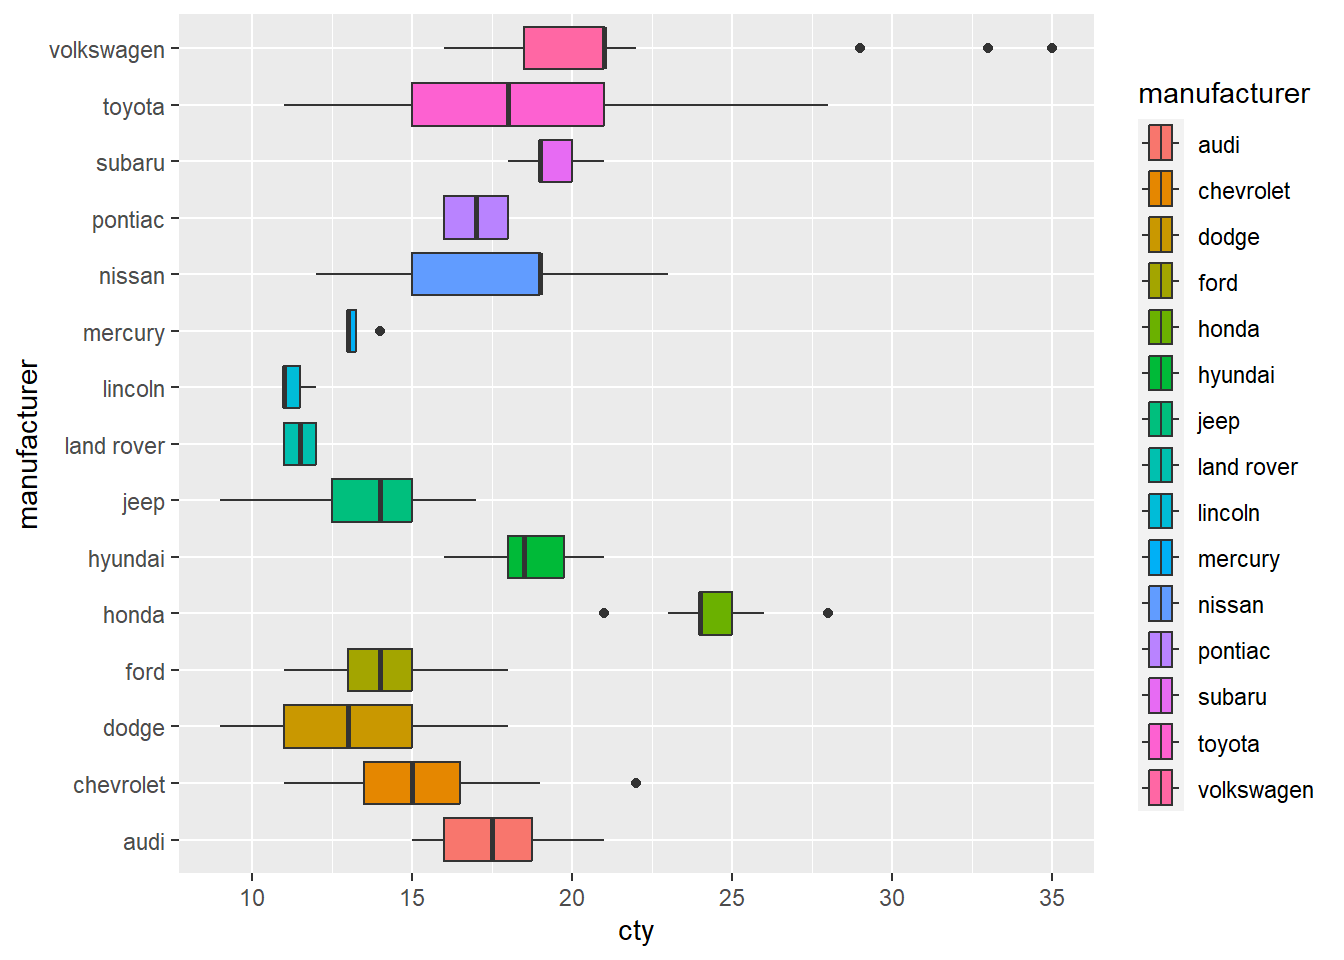 volkswagen
toyota
subaru
pontiac
nissan
mercury
lincoln
land rover
jeep
hyundai
honda
ford
dodge
chevrolet
audi
manufacturer
10 15 20 25 30 35
cty
manufacturer
audi
chevrolet
dodge
ford
honda
hyundai
jeep
land rover
lincoln
mercury
nissan
pontiac
subaru
toyota
volkswagen